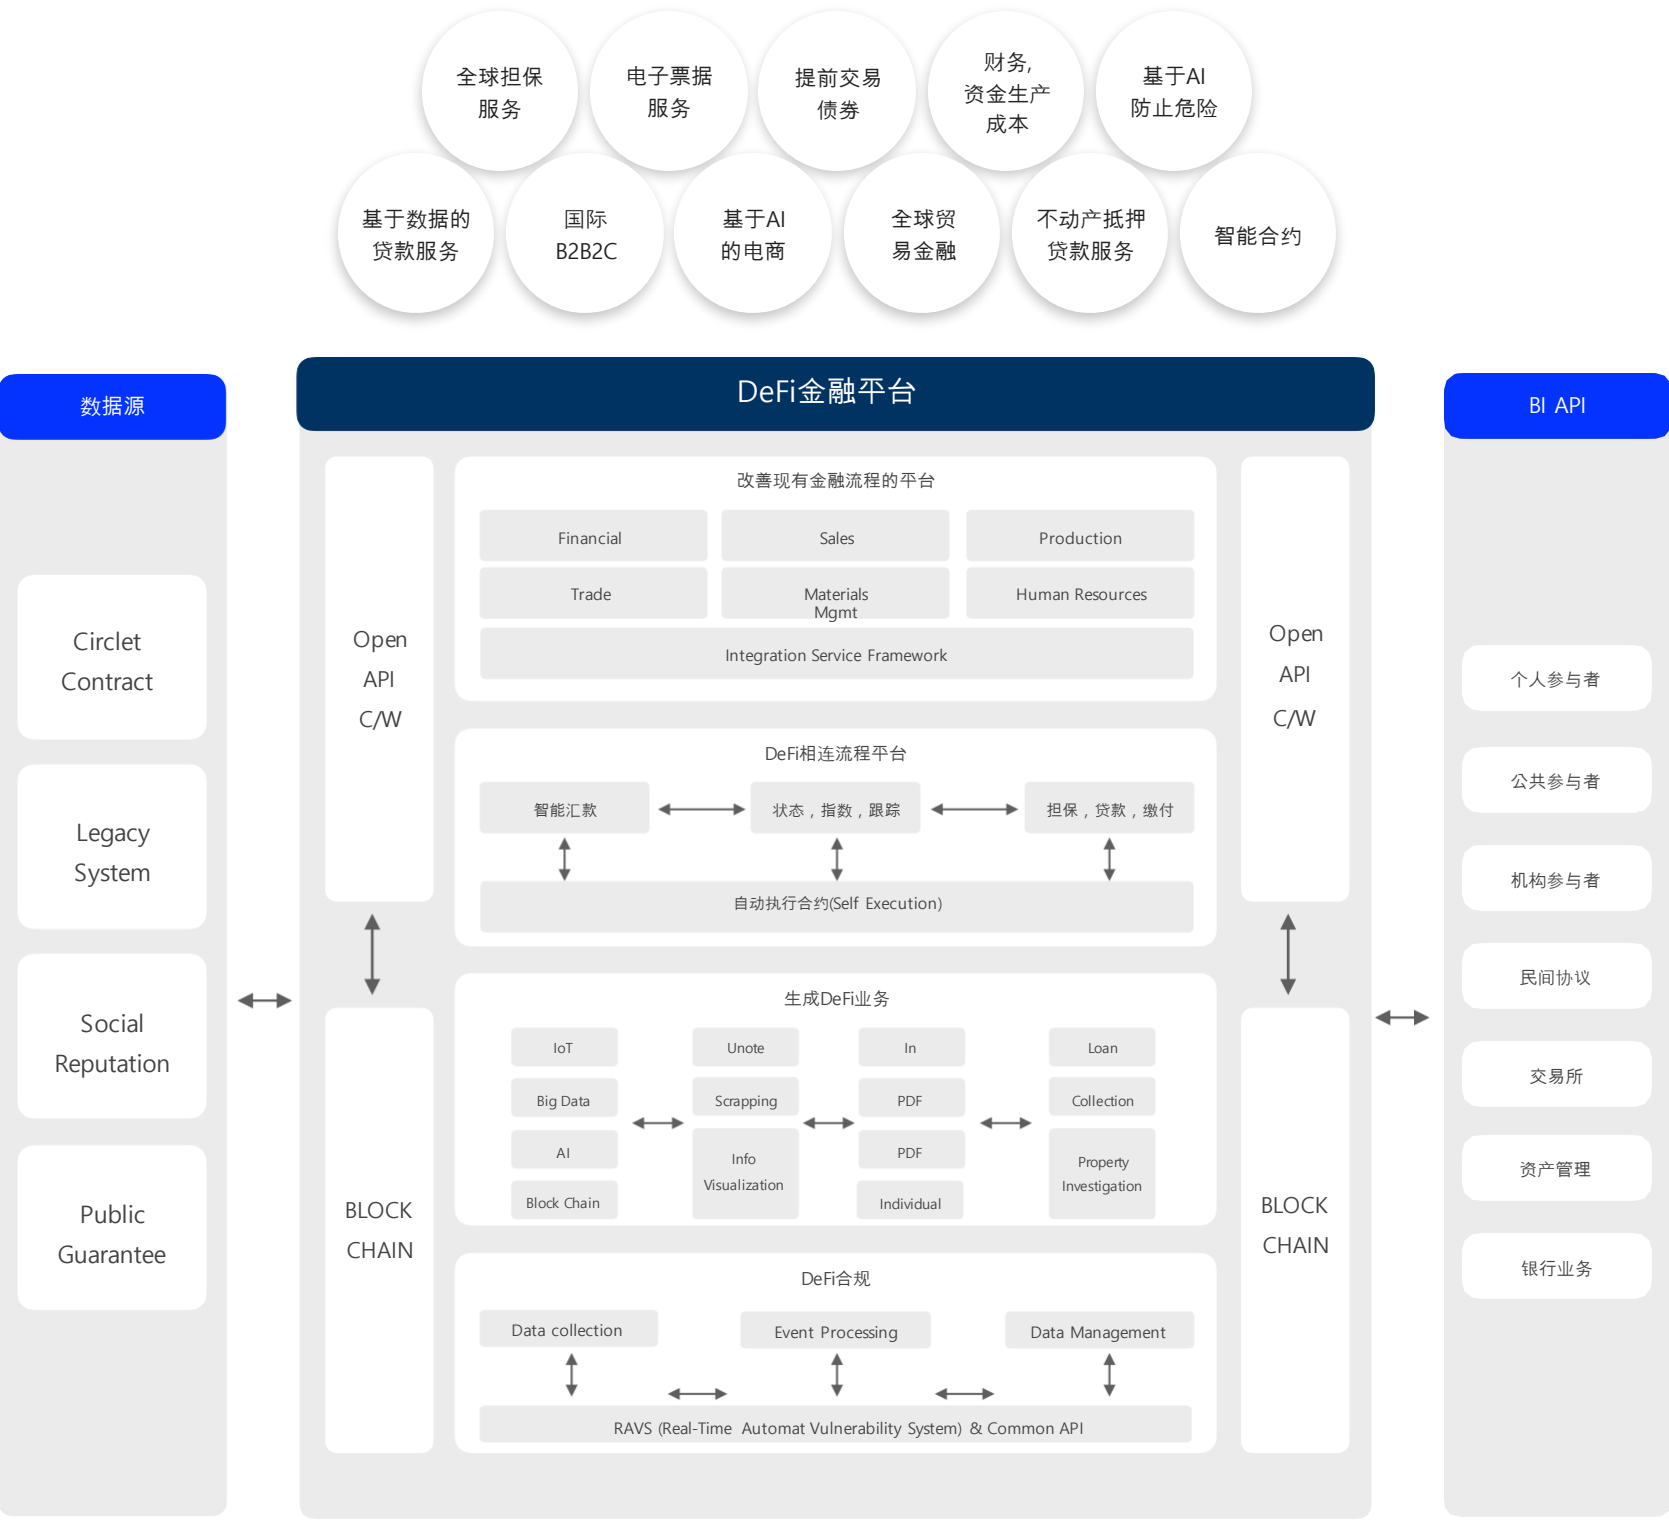 全球担保
服务
电子票据
服务
提前交易
债券
财务,
资金生产
成本
基于AI
防止危险
基于数据的
贷款服务
国际
B2B2C
基于AI
的电商
全球贸
易金融
不动产抵押
贷款服务
智能合约
数据源
Circlet
Contract
Legacy
System
Social
Reputation
Public
Guarantee
DeFi金融平台
Open
API
C/W
BLOCK
CHAIN
改善现有金融流程的平台
Financial
Sales
Production
Trade
Materials
Mgmt
Human Resources
Integration Service Framework
DeFi相连流程平台
智能汇款
状态，指数，跟踪
担保，贷款，缴付
自动执行合约(Self Execution)
生成DeFi业务
IoT
Big Data
AI
Block Chain
Unote
Scrapping
Info
Visualization
In
PDF
PDF
Individual
Loan
Collection
Property
Investigation
DeFi合规
Data collection
Event Processing
Data Management
RAVS (Real-Time Automat Vulnerability System) & Common API
Open
API
C/W
BLOCK
CHAIN
BI API
个人参与者
公共参与者
机构参与者
民间协议
交易所
资产管理
银行业务